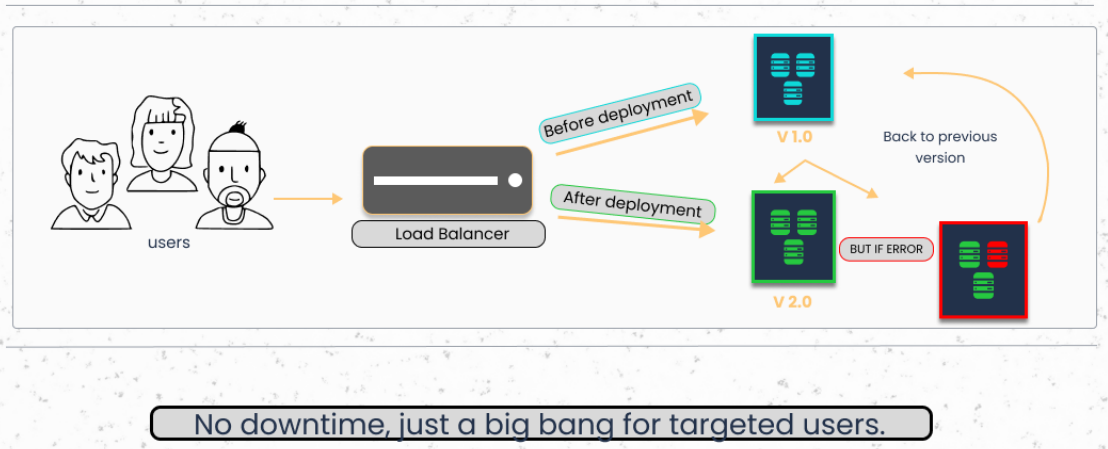 users
Load Balancer
Before deployment
After deployment
V 1.0
Back to previous
version
BUT IF ERROR
V 2.0
No downtime, just a big bang for targeted users.